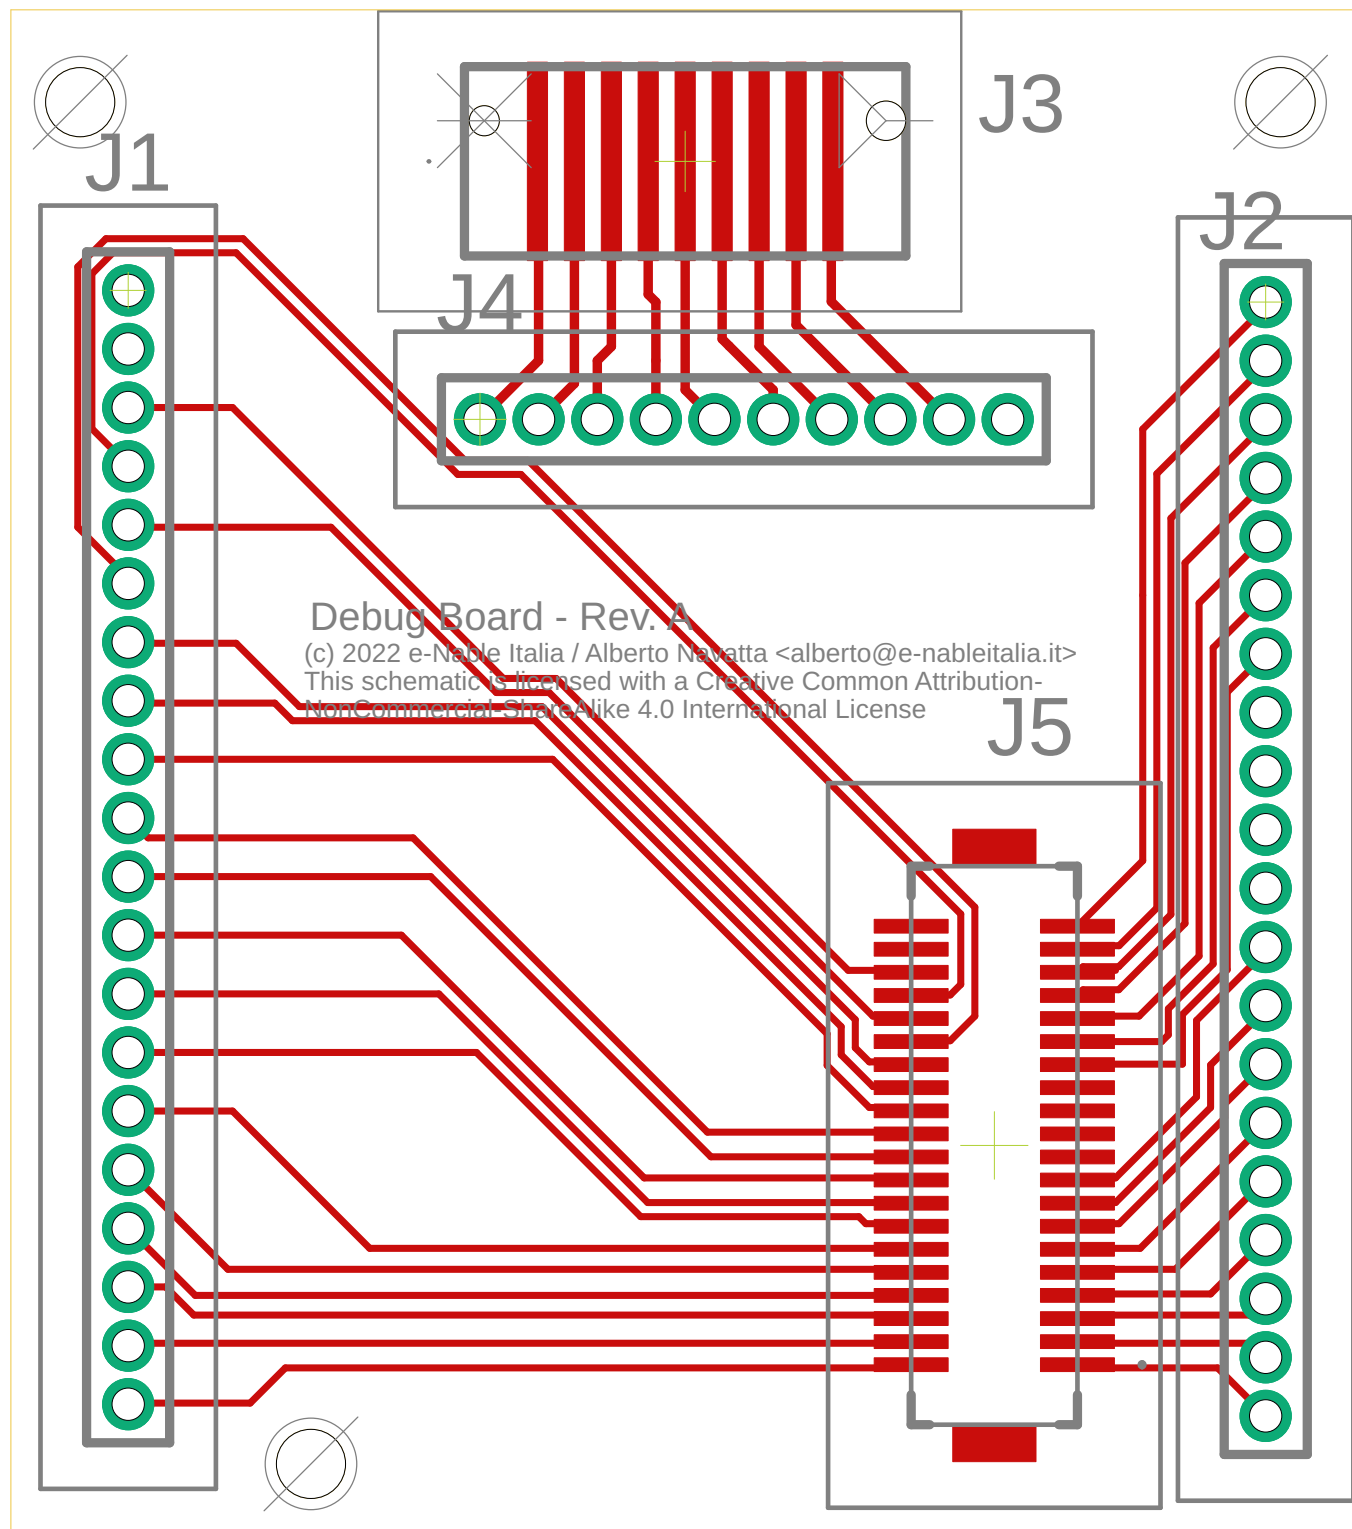 J3
J1
J2
J4
Debug Board - Rev. A
(c) 2022 e-Nable Italia / Alberto Navatta <alberto@e-nableitalia.it>
This schematic is licensed with a Creative Common Attribution-
NonCommercial-ShareAlike 4.0 International License
J5